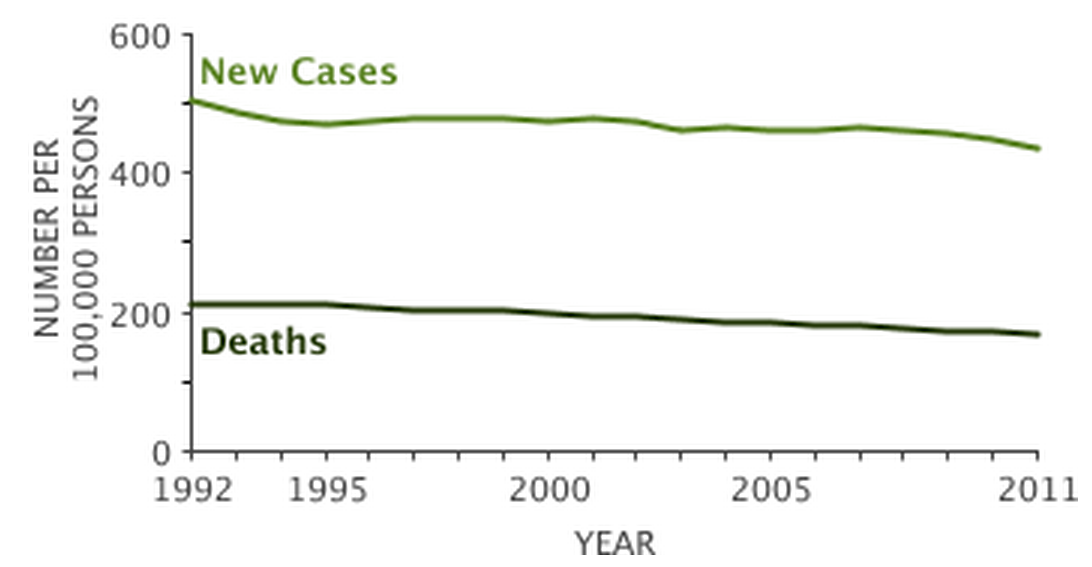 600
New Cases
400
200
Deaths
0
NUMBER PER
100,000 PERSONS
1992 1995 2000 2005 2011
YEAR